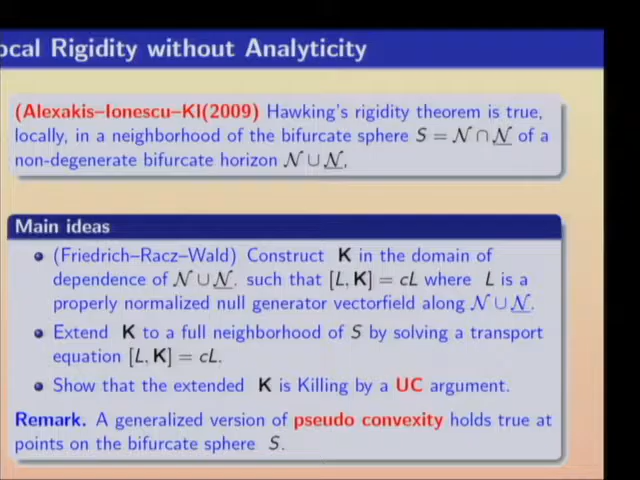 ocal Rigidity without Analyticity
(Alexakis–Ionescu–KI(2009) Hawking's rigidity theorem is true,
locally, in a neighborhood of the bifurcate sphere S = 𝒩 ∩ <u>𝒩</u> of a
non-degenerate bifurcate horizon 𝒩 ∪ <u>𝒩</u>,
Main ideas
• (Friedrich–Racz–Wald) Construct K in the domain of
dependence of 𝒩 ∪ <u>𝒩</u>. such that [L, K] = cL where L is a
properly normalized null generator vectorfield along 𝒩 ∪ <u>𝒩</u>.
• Extend K to a full neighborhood of S by solving a transport
equation [L, K] = cL.
• Show that the extended K is Killing by a UC argument.
Remark. A generalized version of pseudo convexity holds true at
points on the bifurcate sphere S.